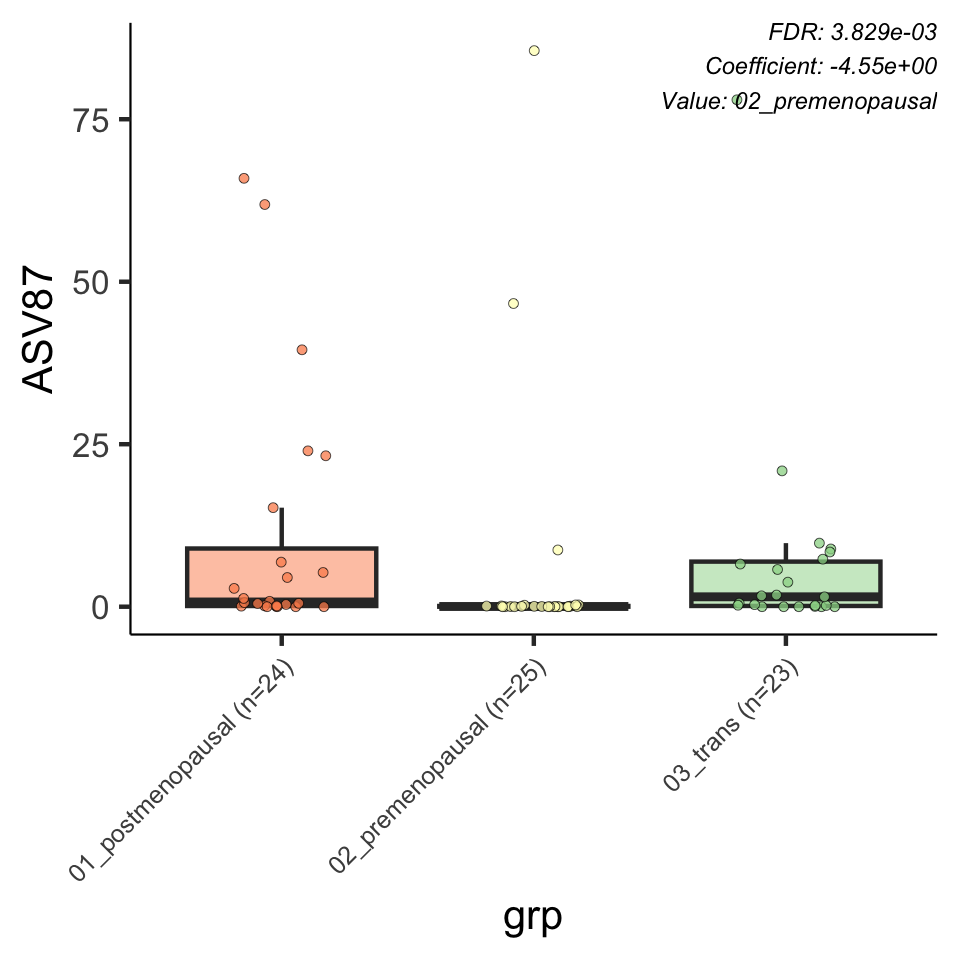 FDR: 3.829e-03
Coefficient: -4.55e+00
Value: 02_premenopausal
75
50
25
0
ASV87
01_postmenopausal (n=24)
02_premenopausal (n=25)
03_trans (n=23)
grp